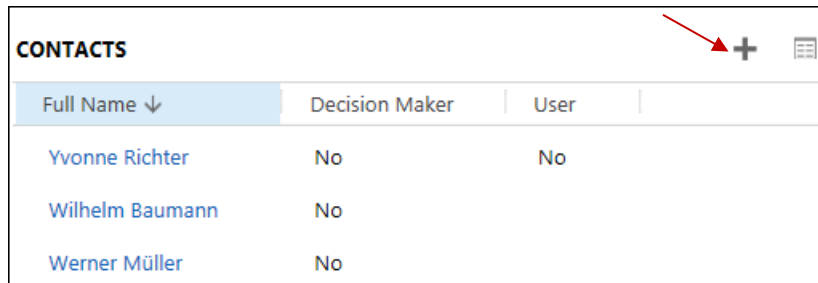 CONTACTS
Full Name Decision Maker User
Yvonne Richter No No
Wilhelm Baumann No
Werner Müller No